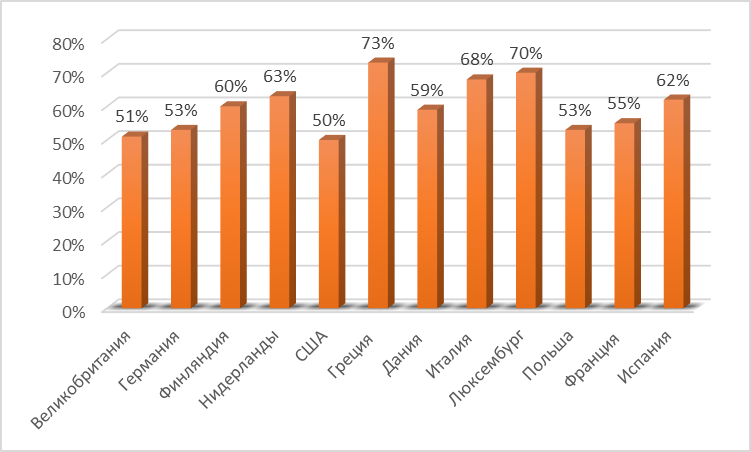 80%
70%
60%
50%
40%
30%
20%
10%
0%
51%
53%
60%
63%
50%
73%
59%
68%
70%
53%
55%
62%
Великобритания
Германия
Финляндия
Нидерланды
США
Греция
Дания
Италия
Люксембург
Польша
Франция
Испания